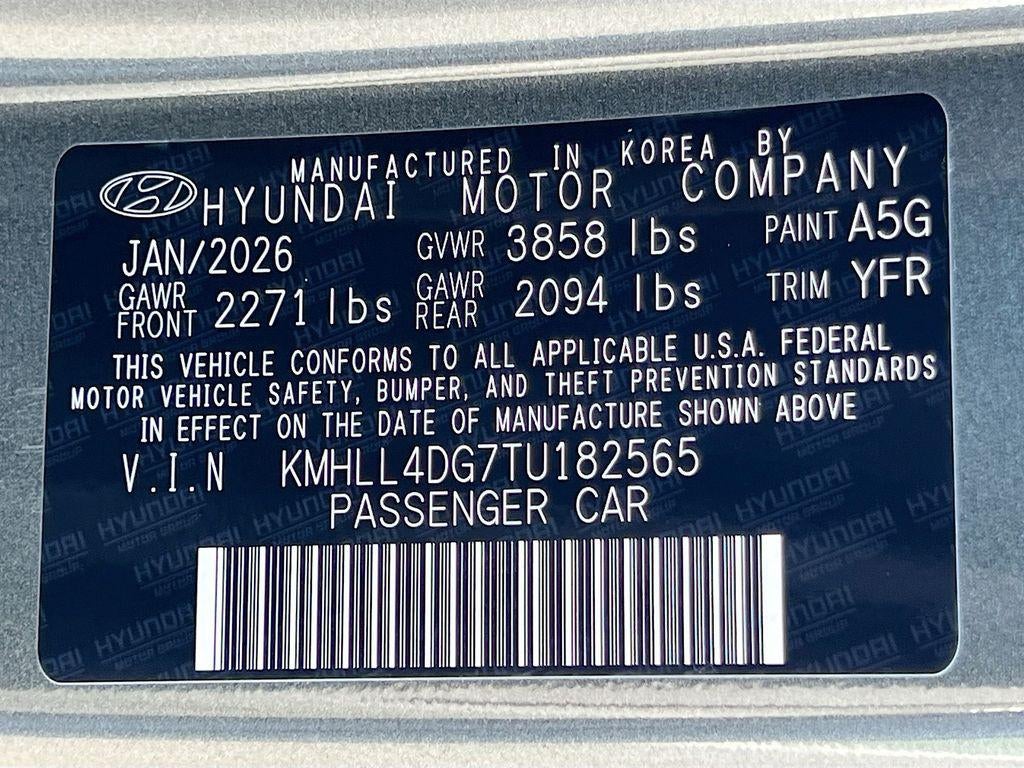 MANUFACTURED IN KOREA BY
HYUNDAI MOTOR COMPANY
JAN/2026 GVWR 3858 lbs PAINT A5G
GAWR FRONT 2271 lbs GAWR REAR 2094 lbs TRIM YFR
THIS VEHICLE CONFORMS TO ALL APPLICABLE U.S.A. FEDERAL
MOTOR VEHICLE SAFETY, BUMPER, AND THEFT PREVENTION STANDARDS
IN EFFECT ON THE DATE OF MANUFACTURE SHOWN ABOVE
V.I.N KMHLL4DG7TU182565
PASSENGER CAR